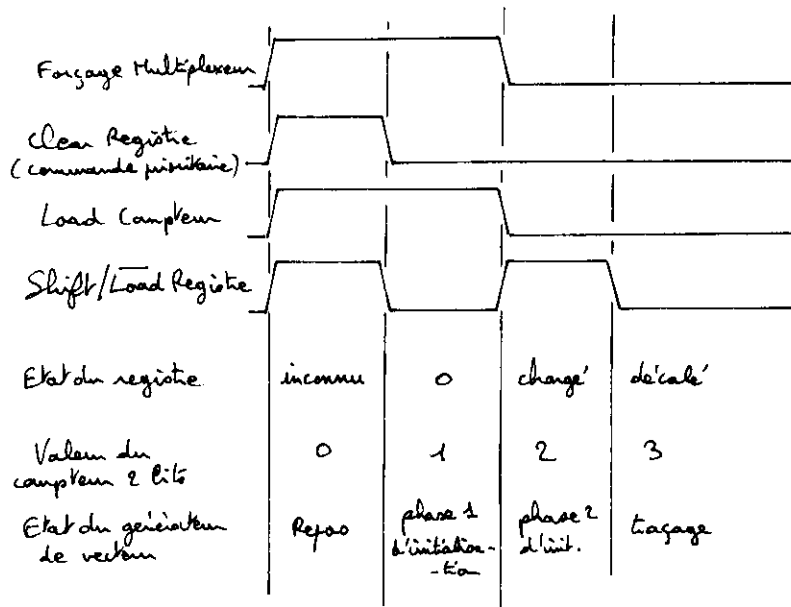 Forçage Multiplexeur
Clear Registre
(commande prioritaire)
Load Compteur
Shift/Load Registre
Etat du registre inconnu 0 chargé décalé
Valeur du
compteur 2 bits 0 1 2 3
Etat du générateur
de vecteur Repos phase 1
d'initialisa-
-tion phase 2
d'init. traçage